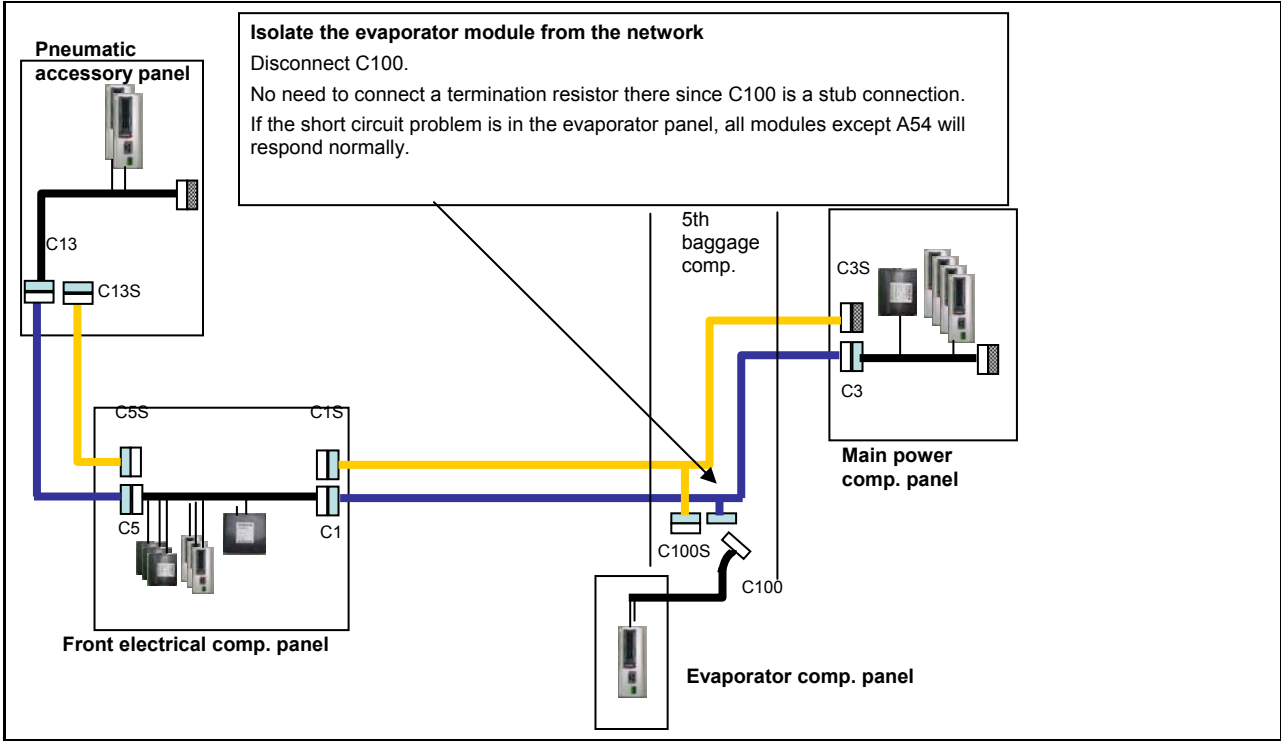 Isolate the evaporator module from the network
Disconnect C100.
No need to connect a termination resistor there since C100 is a stub connection.
If the short circuit problem is in the evaporator panel, all modules except A54 will
respond normally.
Pneumatic
accessory panel
C13
C13S
5th
baggage
comp.
C3S
C3
Main power
comp. panel
C5S
C1S
C5
C1
C100S
C100
Front electrical comp. panel
Evaporator comp. panel